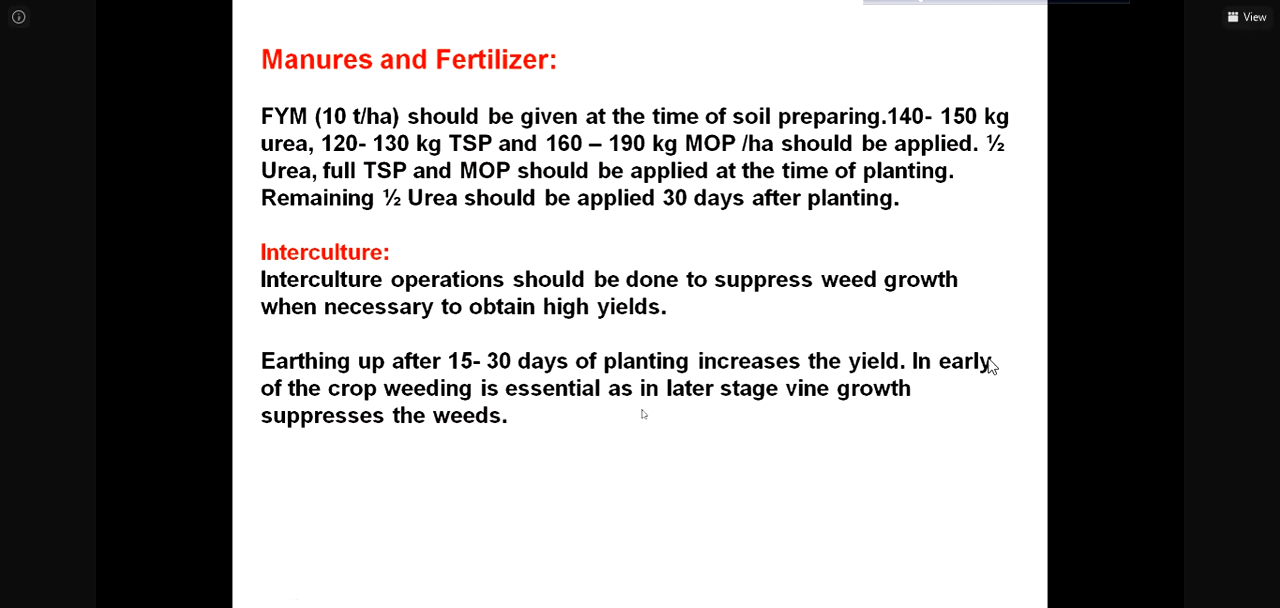 View
Manures and Fertilizer:
FYM (10 t/ha) should be given at the time of soil preparing.140- 150 kg
urea, 120- 130 kg TSP and 160 – 190 kg MOP /ha should be applied. ½
Urea, full TSP and MOP should be applied at the time of planting.
Remaining ½ Urea should be applied 30 days after planting.
Interculture:
Interculture operations should be done to suppress weed growth
when necessary to obtain high yields.
Earthing up after 15- 30 days of planting increases the yield. In early
of the crop weeding is essential as in later stage vine growth
suppresses the weeds.